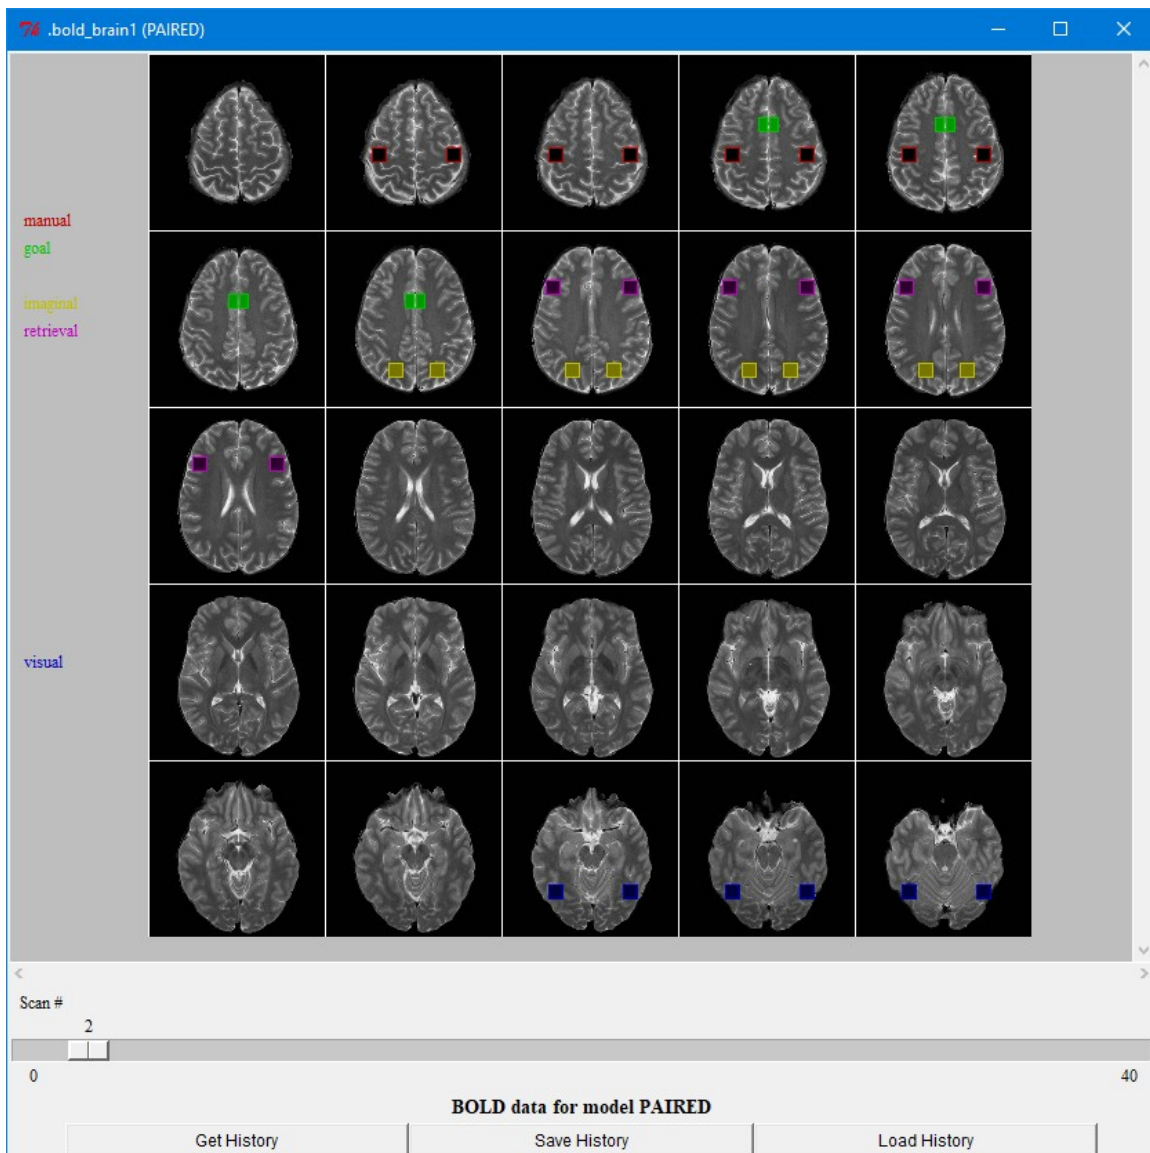 .bold_brain1 (PAIRED)
manual
goal
imaginal
retrieval
visual
Scan #
2
0 40
BOLD data for model PAIRED
Get History Save History Load History